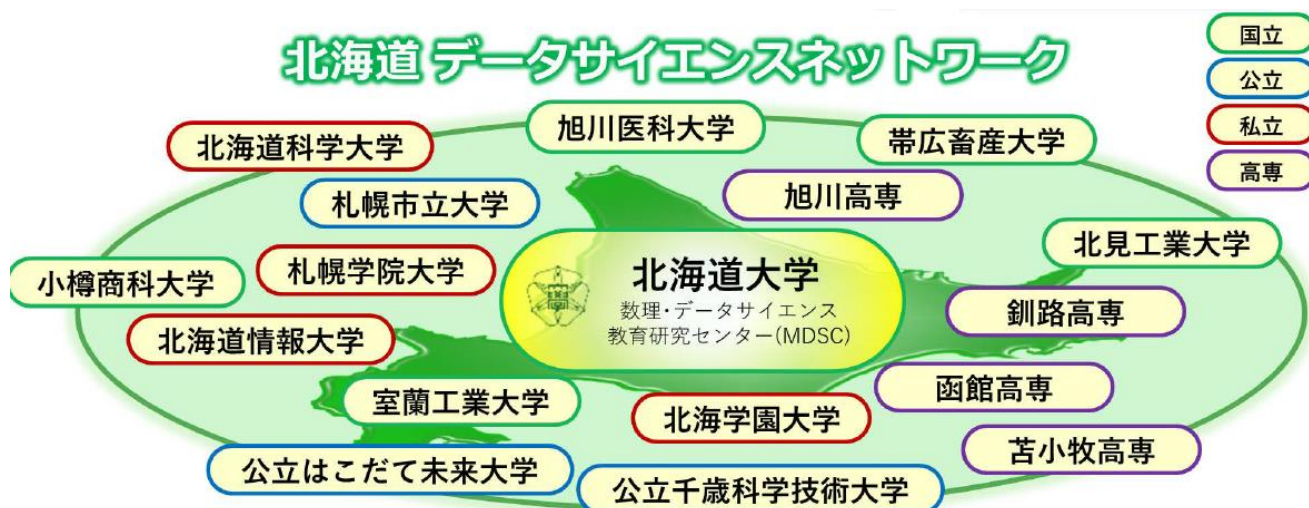 北海道 データサイエンスネットワーク
国立
公立
私立
高専
旭川医科大学
北海道科学大学
帯広畜産大学
札幌市立大学
旭川高専
北見工業大学
札幌学院大学
小樽商科大学
北海道大学
数理・データサイエンス
教育研究センター(MDSC)
釧路高専
北海道情報大学
函館高専
室蘭工業大学
北海学園大学
苫小牧高専
公立はこだて未来大学
公立千歳科学技術大学